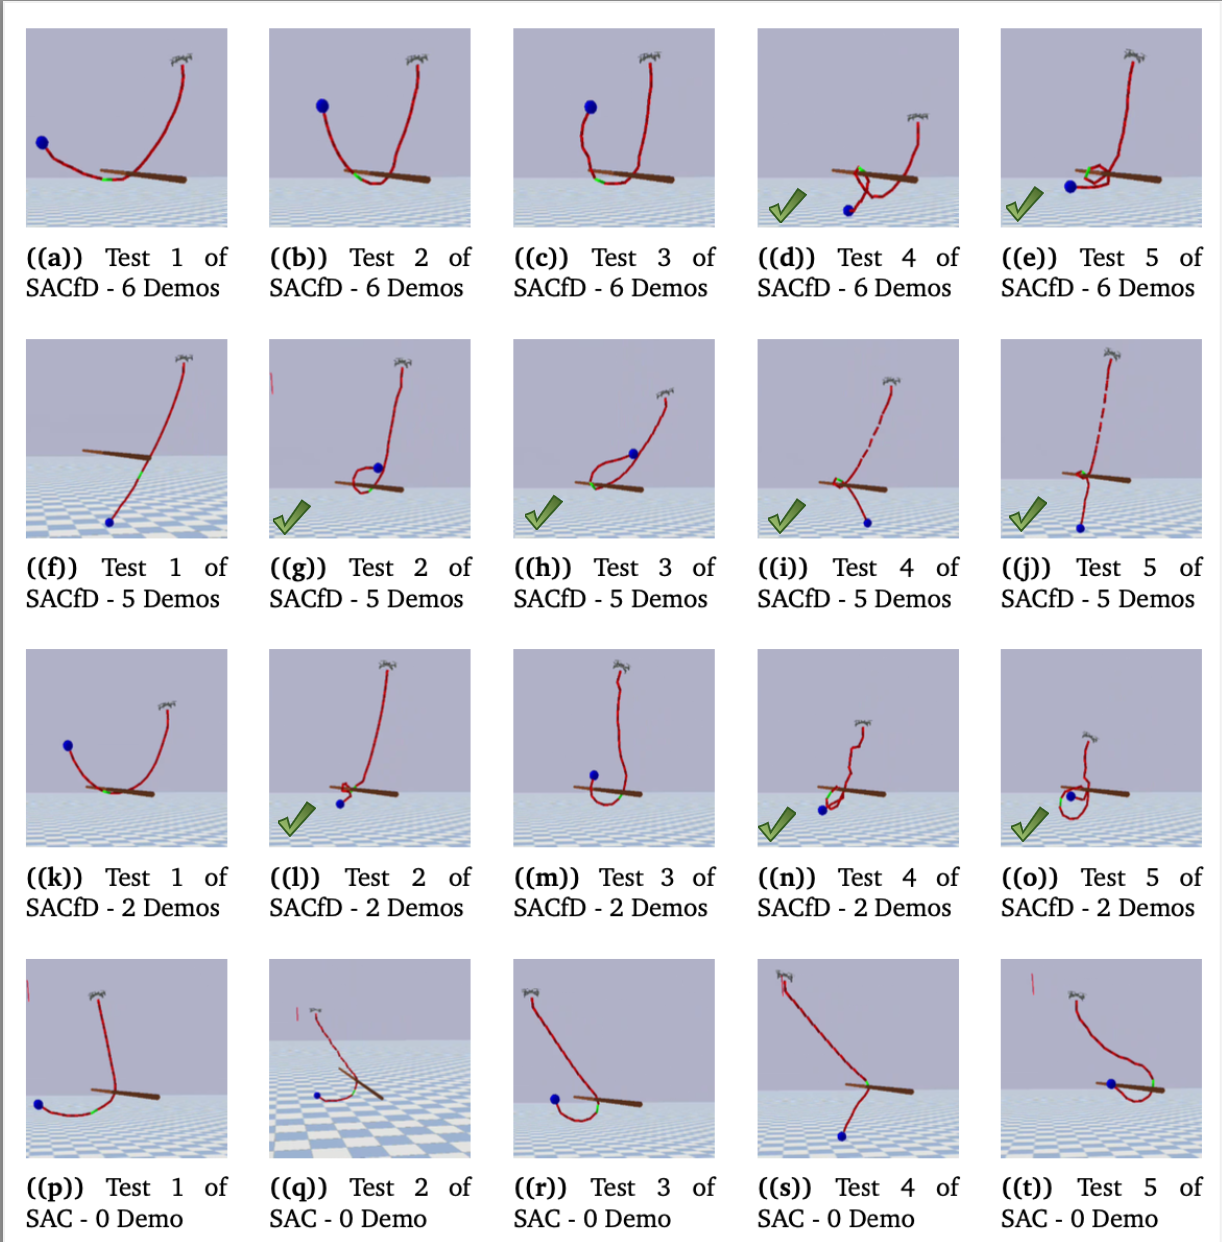 ((a)) Test 1 of
SACfD - 6 Demos
((b)) Test 2 of
SACfD - 6 Demos
((c)) Test 3 of
SACfD - 6 Demos
((d)) Test 4 of
SACfD - 6 Demos
((e)) Test 5 of
SACfD - 6 Demos
((f)) Test 1 of
SACfD - 5 Demos
((g)) Test 2 of
SACfD - 5 Demos
((h)) Test 3 of
SACfD - 5 Demos
((i)) Test 4 of
SACfD - 5 Demos
((j)) Test 5 of
SACfD - 5 Demos
((k)) Test 1 of
SACfD - 2 Demos
((l)) Test 2 of
SACfD - 2 Demos
((m)) Test 3 of
SACfD - 2 Demos
((n)) Test 4 of
SACfD - 2 Demos
((o)) Test 5 of
SACfD - 2 Demos
((p)) Test 1 of
SAC - 0 Demo
((q)) Test 2 of
SAC - 0 Demo
((r)) Test 3 of
SAC - 0 Demo
((s)) Test 4 of
SAC - 0 Demo
((t)) Test 5 of
SAC - 0 Demo